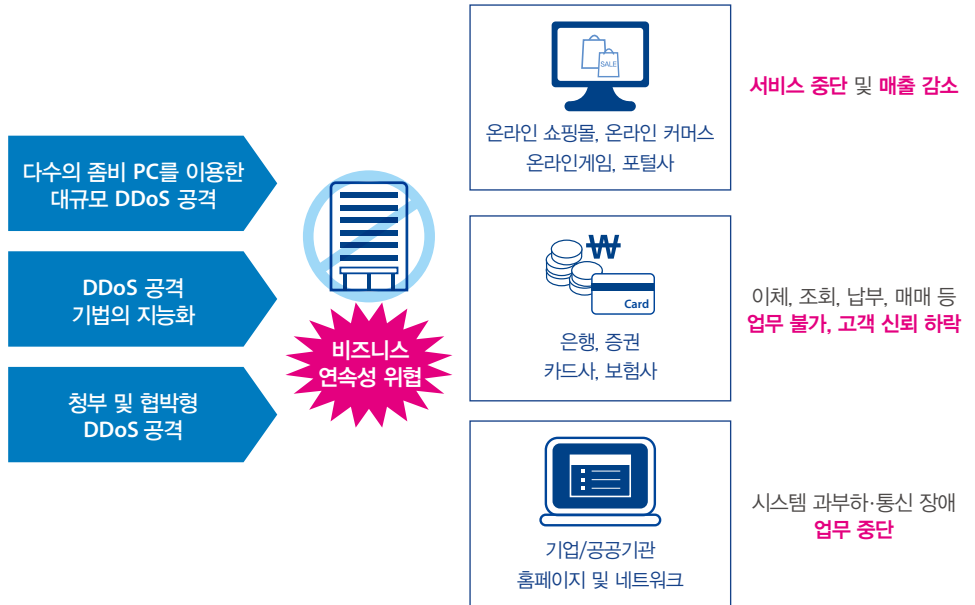 다수의 좀비 PC를 이용한
대규모 DDoS 공격
DDoS 공격
기법의 지능화
청부 및 협박형
DDoS 공격
비즈니스
연속성 위협
SALE
온라인 쇼핑몰, 온라인 커머스
온라인게임, 포털사
서비스 중단 및 매출 감소
₩
Card
은행, 증권
카드사, 보험사
이체, 조회, 납부, 매매 등
업무 불가, 고객 신뢰 하락
기업/공공기관
홈페이지 및 네트워크
시스템 과부하·통신 장애
업무 중단